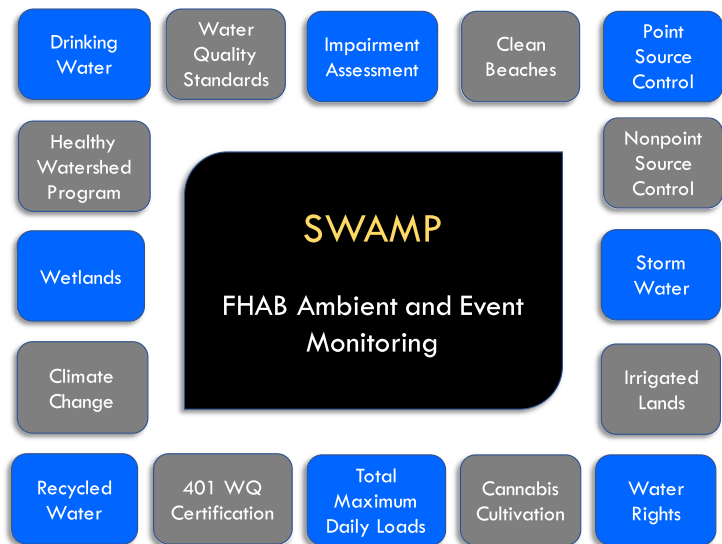 Drinking
Water
Water
Quality
Standards
Impairment
Assessment
Clean
Beaches
Point
Source
Control
Healthy
Watershed
Program
Nonpoint
Source
Control
SWAMP
FHAB Ambient and Event
Monitoring
Wetlands
Storm
Water
Climate
Change
Irrigated
Lands
Recycled
Water
401 WQ
Certification
Total
Maximum
Daily Loads
Cannabis
Cultivation
Water
Rights